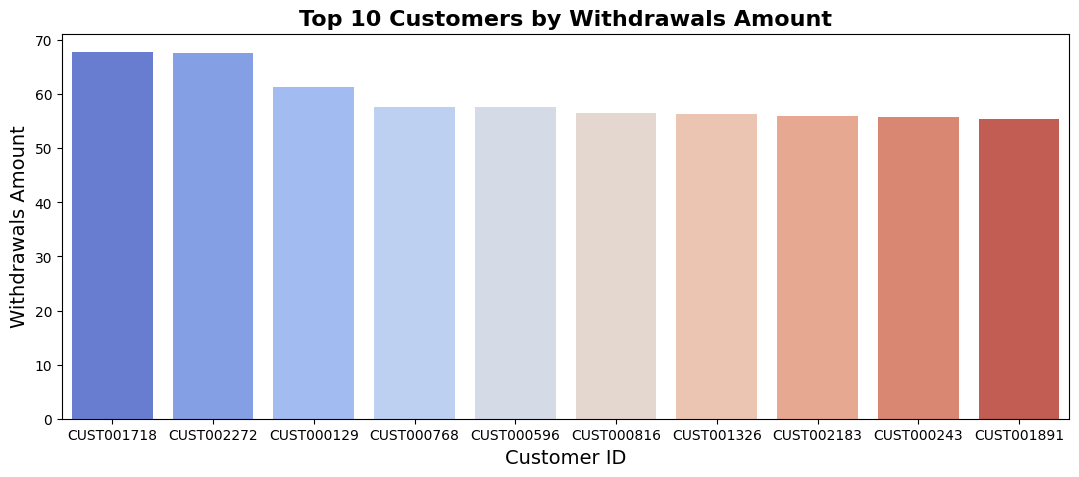 Top 10 Customers by Withdrawals Amount
Withdrawals Amount
70
60
50
40
30
20
10
0
CUST001718 CUST002272 CUST000129 CUST000768 CUST000596 CUST000816 CUST001326 CUST002183 CUST000243 CUST001891
Customer ID